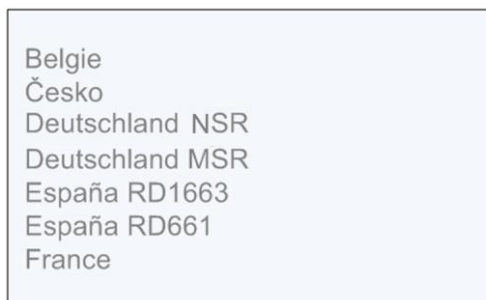 Belgie
Česko
Deutschland NSR
Deutschland MSR
España RD1663
España RD661
France